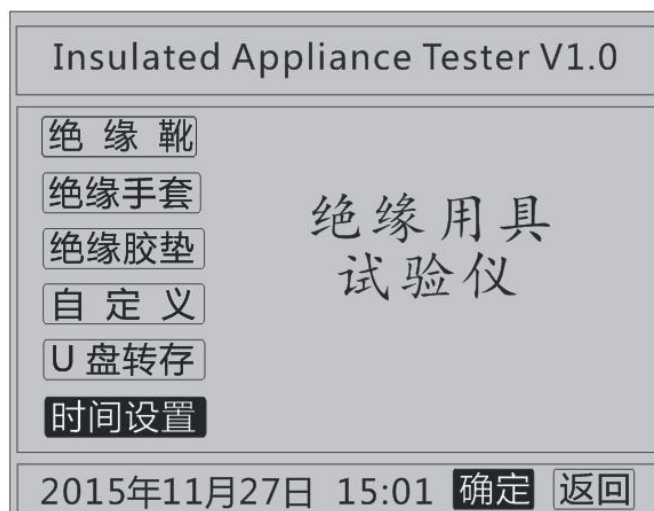 Insulated Appliance Tester V1.0
绝 缘 靴
绝缘手套
绝缘胶垫
自 定 义
U 盘转存
时间设置
绝缘用具
试验仪
2015年11月27日 15:01 确定 返回